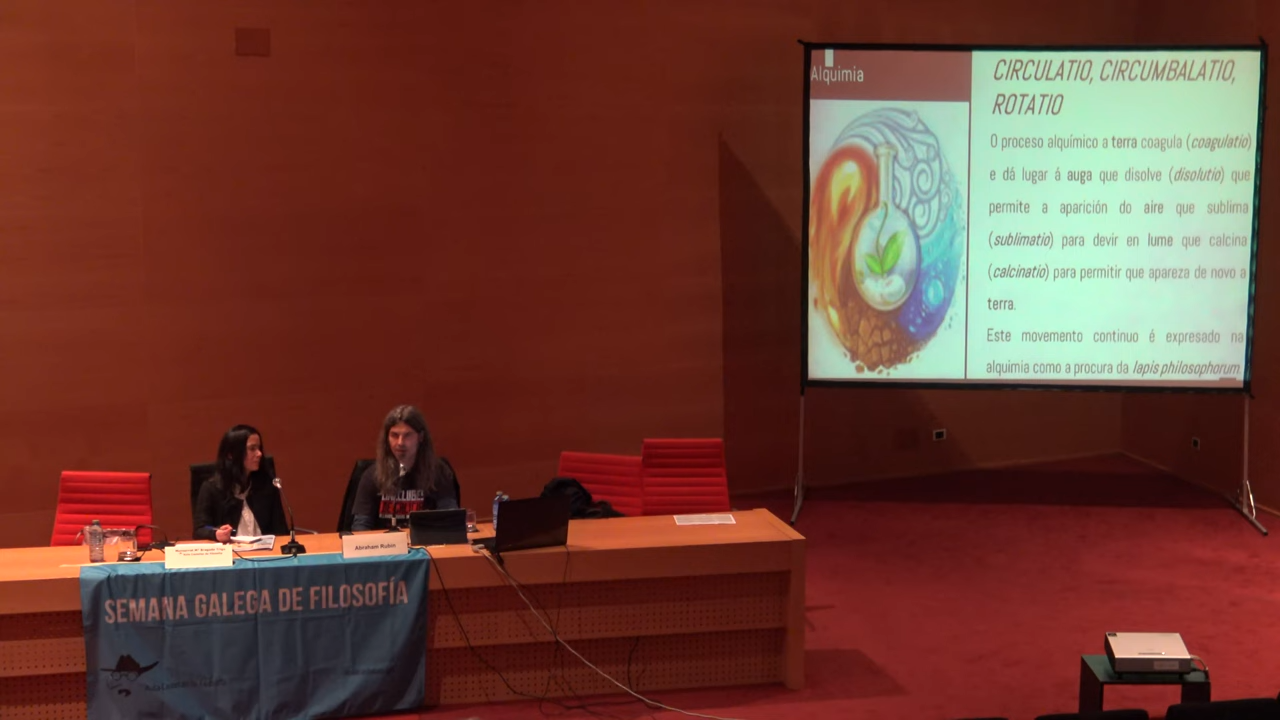 Alquimia
CIRCULATIO, CIRCUMBALATIO,
ROTATIO
O proceso alquímico a terra coagula (coagulatio)
e dá lugar á auga que disolve (disolutio) que
permite a aparición do aire que sublima
(sublimatio) para devir en lume que calcina
(calcinatio) para permitir que apareza de novo a
terra.
Este movemento continuo é expresado na
alquimia como a procura da lapis philosophorum.
Abraham Rubín
SEMANA GALEGA DE FILOSOFÍA